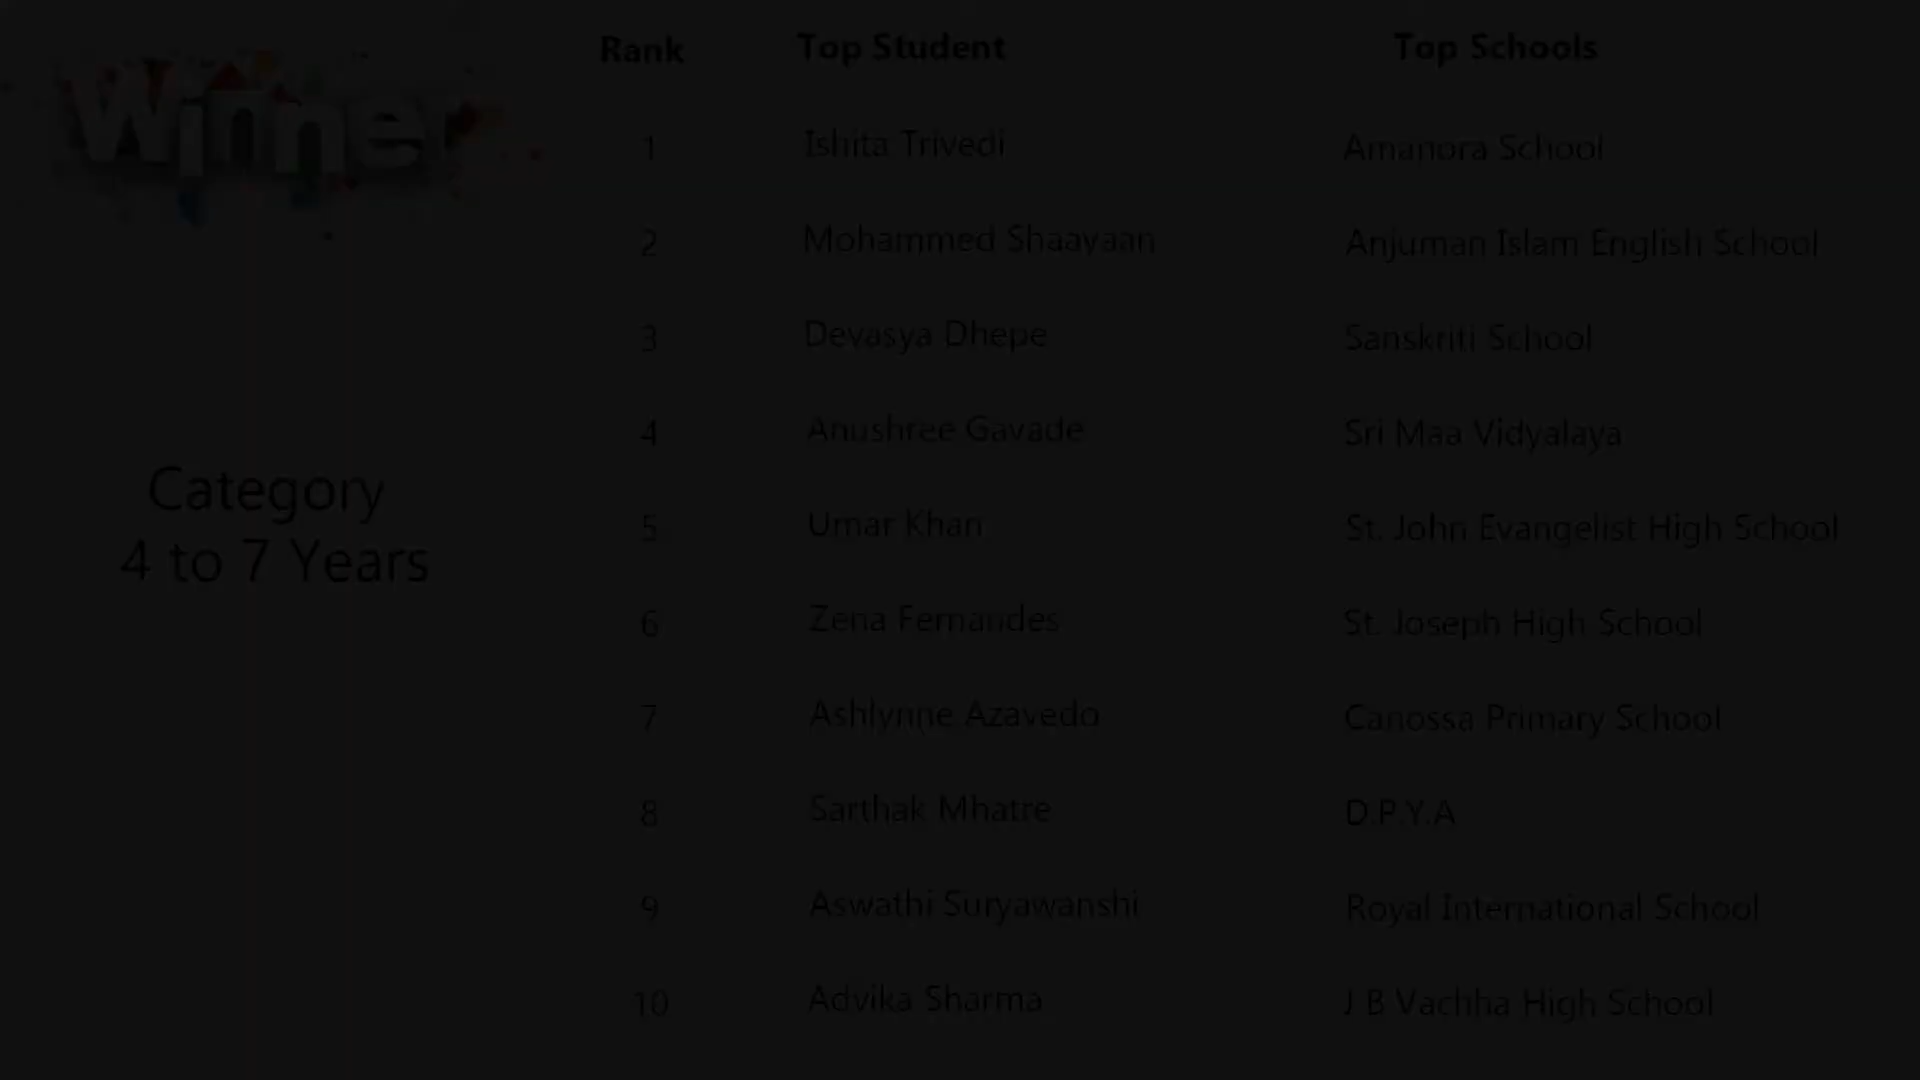 Winner
Rank Top Student Top Schools
1 Ishita Trivedi Amanora School
2 Mohammed Shaayaan Anjuman Islam English School
3 Devasya Dhepe Sanskriti School
4 Anushree Gavade Sri Maa Vidyalaya
Category
4 to 7 Years
5 Umar Khan St. John Evangelist High School
6 Zena Fernandes St. Joseph High School
7 Ashlynne Azavedo Canossa Primary School
8 Sarthak Mhatre D.P.Y.A
9 Aswathi Suryawanshi Royal International School
10 Advika Sharma J B Vachha High School